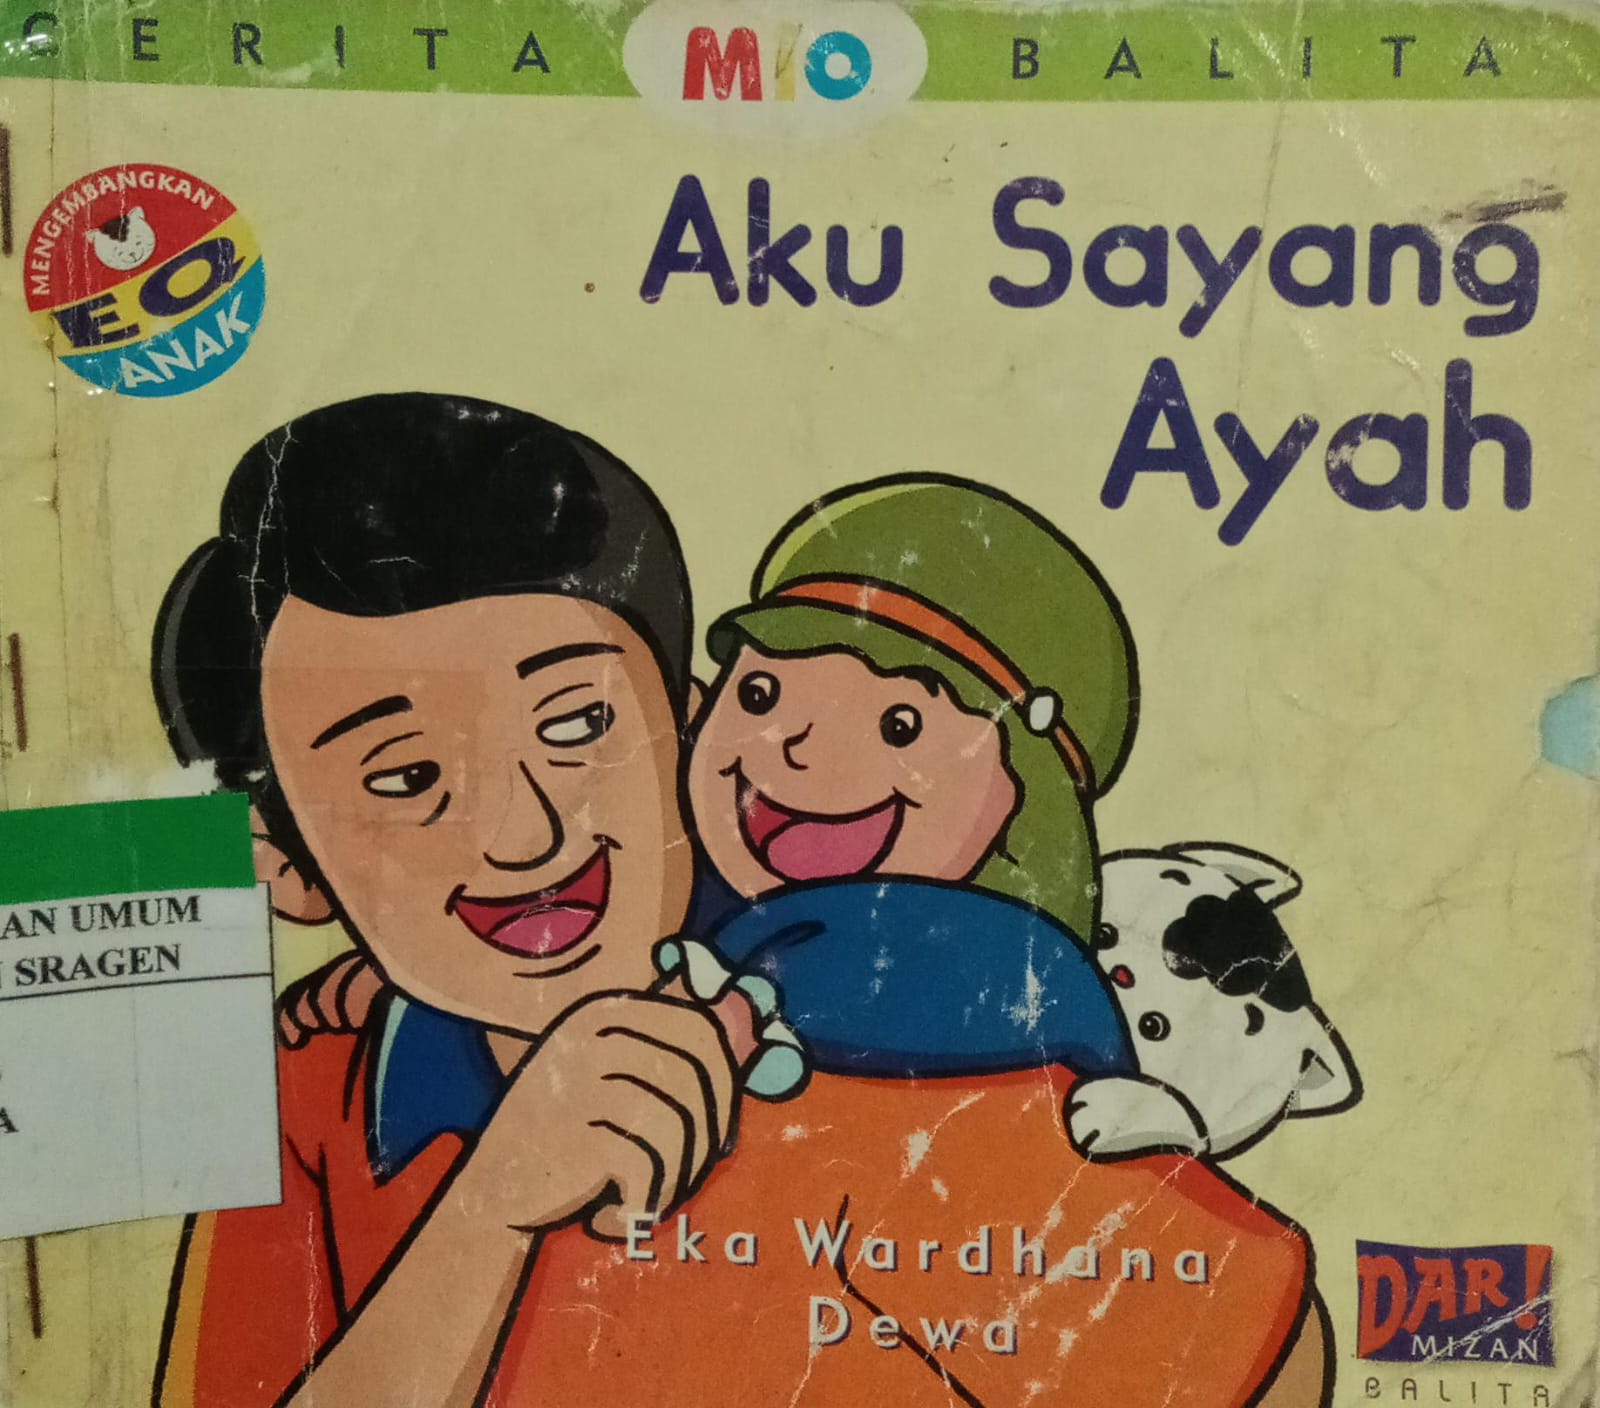 CERITA MIO BALITA
MENGEMBANGKAN
EQ
ANAK
Aku Sayang
Ayah
AN UMUM
SRAGEN
A
Eka Wardhana
Dewa
DAR!
MIZAN
BALITA